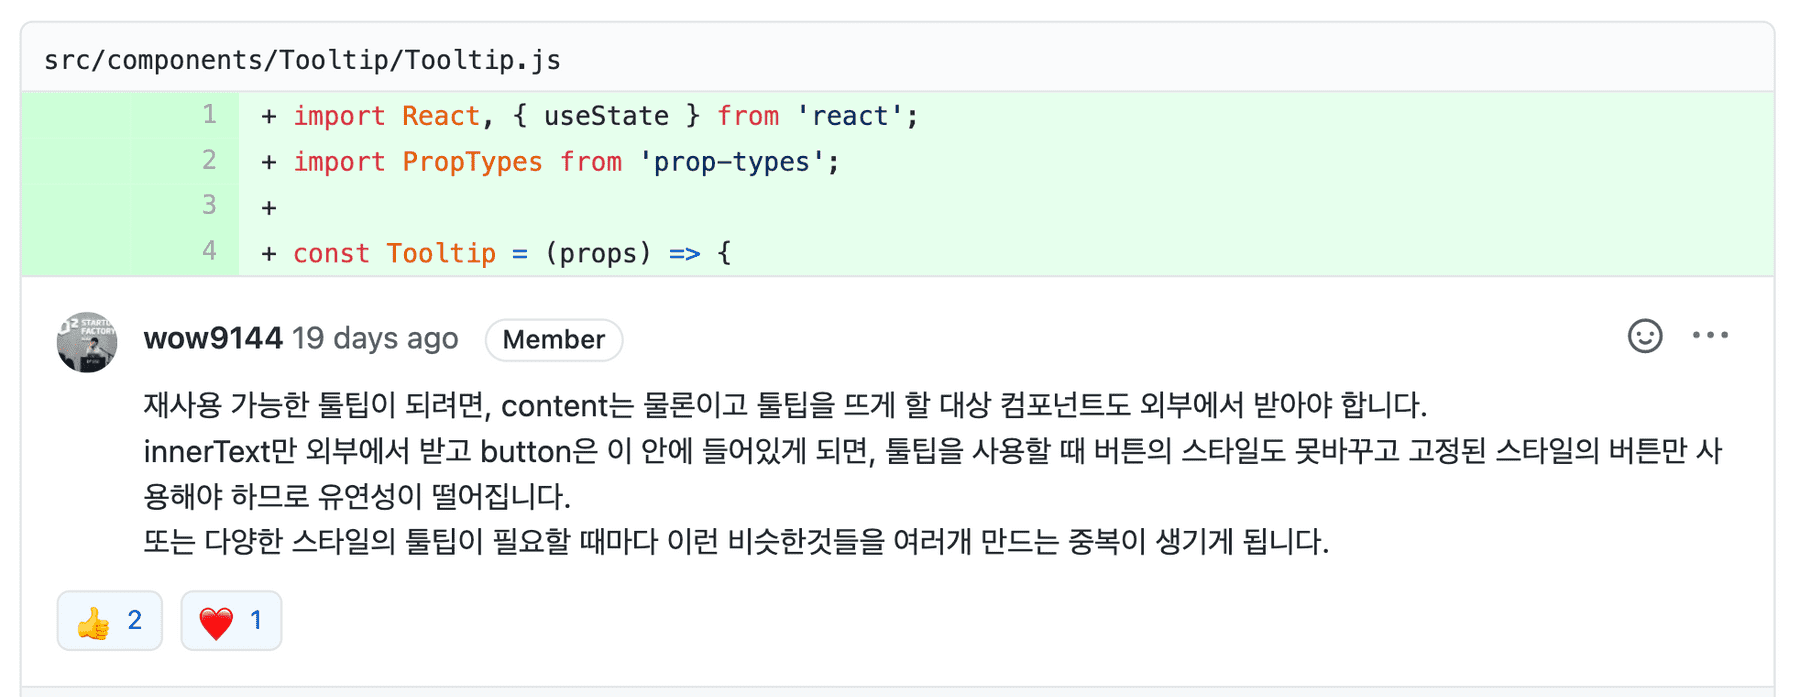 src/components/Tooltip/Tooltip.js
1 + import React, { useState } from 'react';
2 + import PropTypes from 'prop-types';
3 +
4 + const Tooltip = (props) => {
wow9144 19 days ago Member
재사용 가능한 툴팁이 되려면, content는 물론이고 툴팁을 뜨게 할 대상 컴포넌트도 외부에서 받아야 합니다.
innerText만 외부에서 받고 button은 이 안에 들어있게 되면, 툴팁을 사용할 때 버튼의 스타일도 못바꾸고 고정된 스타일의 버튼만 사
용해야 하므로 유연성이 떨어집니다.
또는 다양한 스타일의 툴팁이 필요할 때마다 이런 비슷한것들을 여러개 만드는 중복이 생기게 됩니다.
👍 2 ❤️ 1